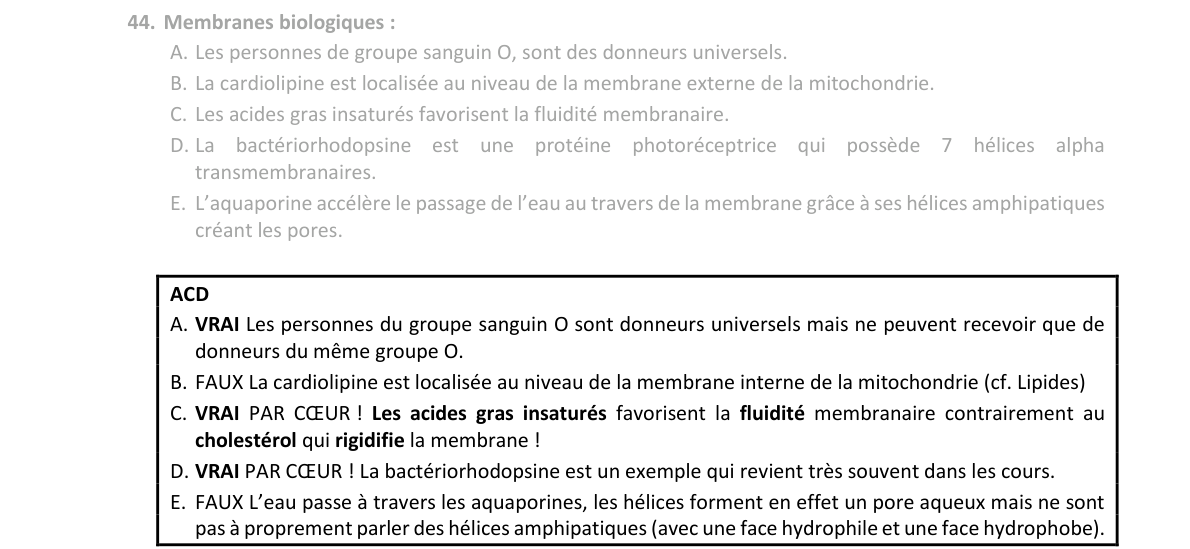 44. Membranes biologiques :
A. Les personnes de groupe sanguin O, sont des donneurs universels.
B. La cardiolipine est localisée au niveau de la membrane externe de la mitochondrie.
C. Les acides gras insaturés favorisent la fluidité membranaire.
D. La bactériorhodopsine est une protéine photoréceptrice qui possède 7 hélices alpha
transmembranaires.
E. L’aquaporine accélère le passage de l’eau au travers de la membrane grâce à ses hélices amphipatiques
créant les pores.
ACD
A. VRAI Les personnes du groupe sanguin O sont donneurs universels mais ne peuvent recevoir que de
donneurs du même groupe O.
B. FAUX La cardiolipine est localisée au niveau de la membrane interne de la mitochondrie (cf. Lipides)
C. VRAI PAR CŒUR ! Les acides gras insaturés favorisent la fluidité membranaire contrairement au
cholestérol qui rigidifie la membrane !
D. VRAI PAR CŒUR ! La bactériorhodopsine est un exemple qui revient très souvent dans les cours.
E. FAUX L’eau passe à travers les aquaporines, les hélices forment en effet un pore aqueux mais ne sont
pas à proprement parler des hélices amphipatiques (avec une face hydrophile et une face hydrophobe).